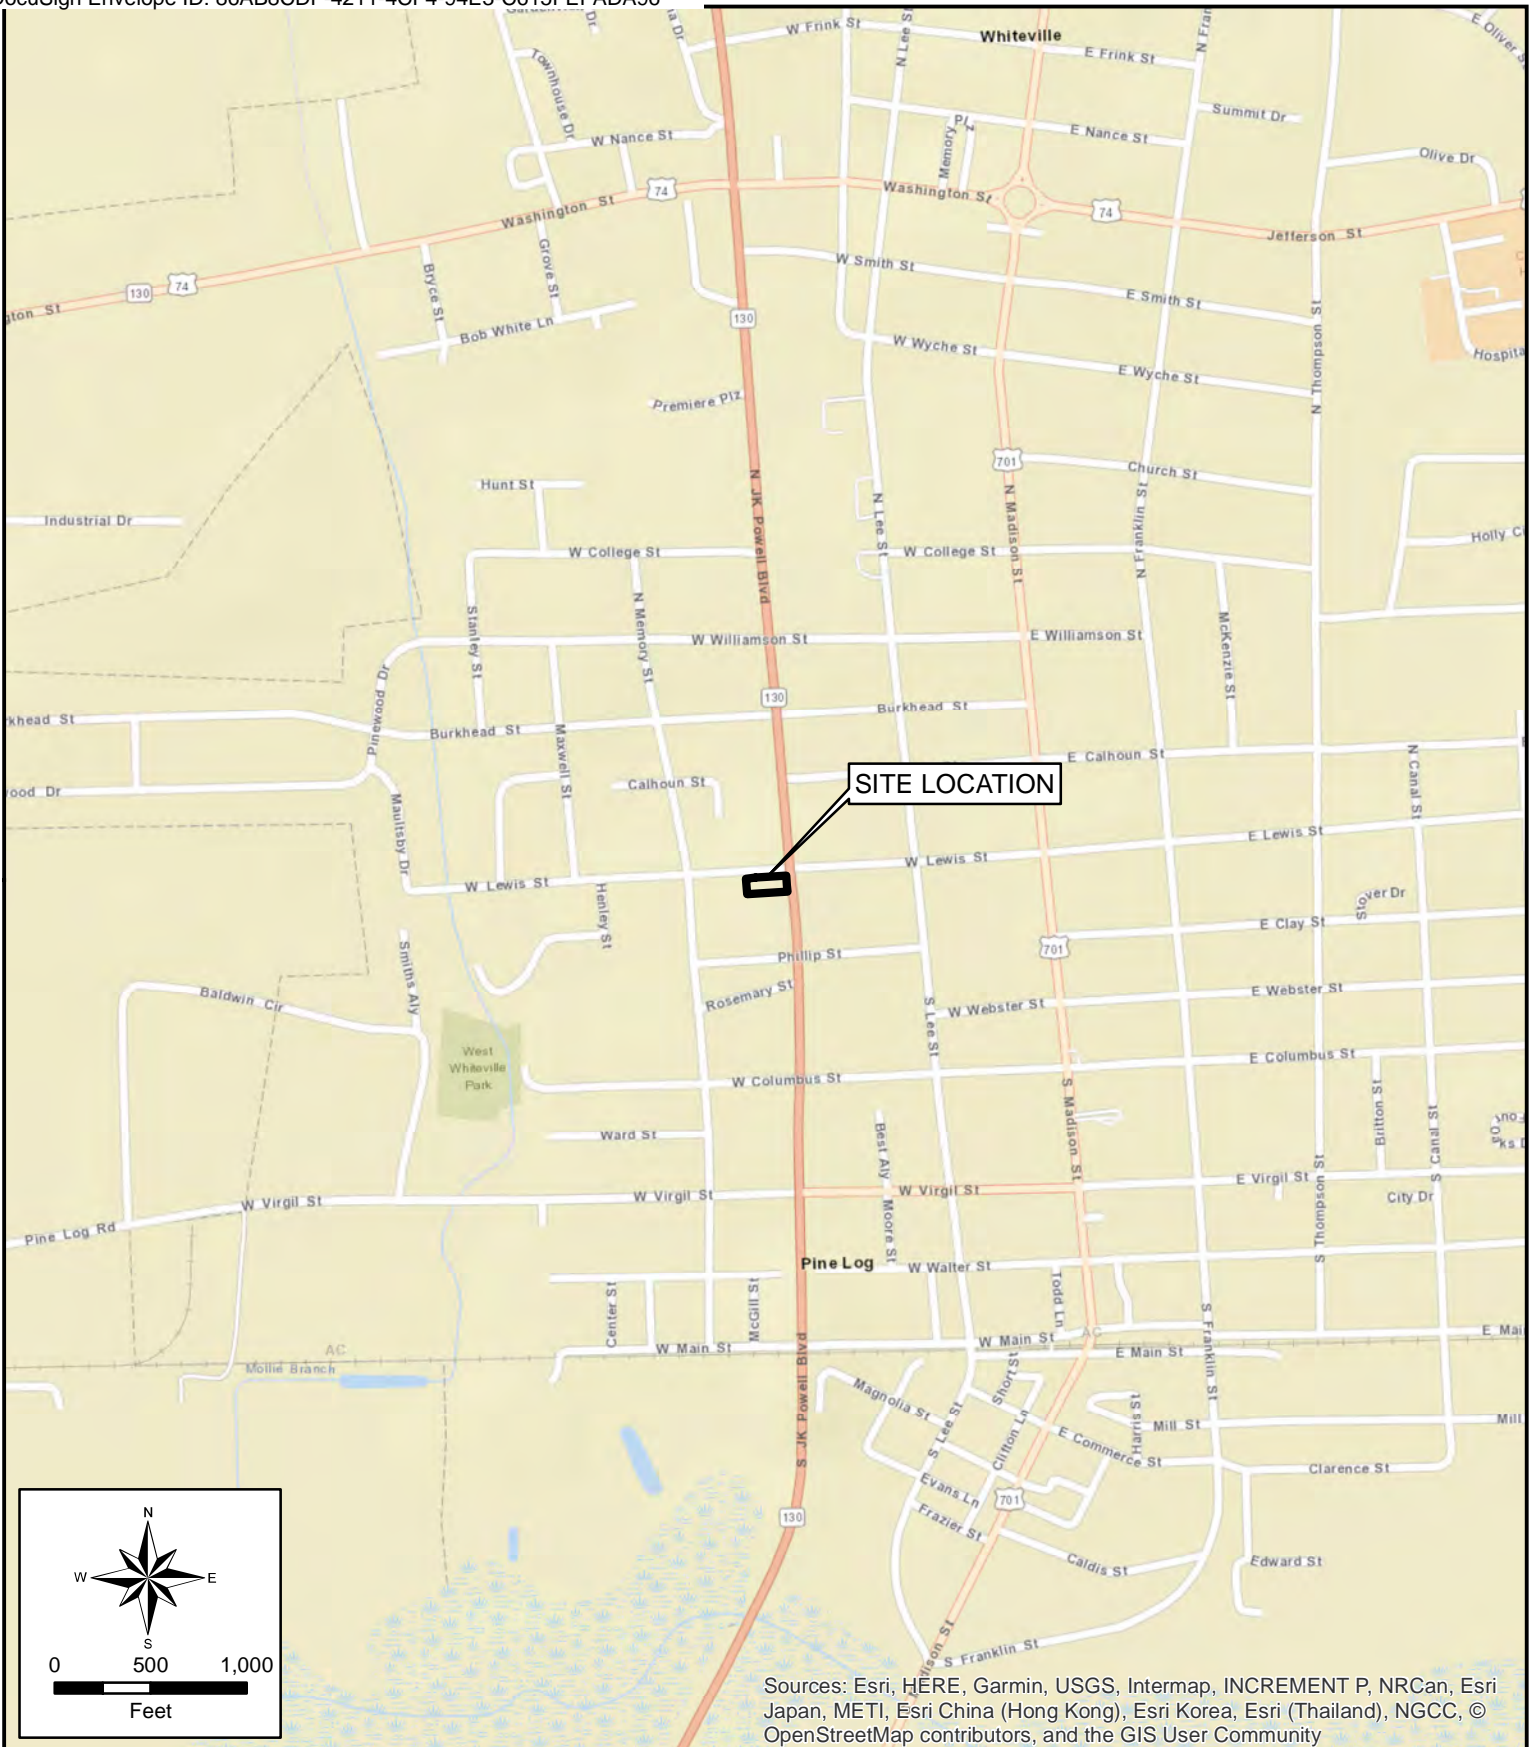 Whiteville
W Frink St
E Frink St
N Lee St
Townhouse Dr
Summit Dr
W Nance St
Memory Plz
E Nance St
Olive Dr
74
Washington St
Washington St
74
Jefferson St
Grove St
Bryce St
W Smith St
130
74
E Smith St
Bob White Ln
130
W Wyche St
E Wyche St
N Thompson St
Premiere Plz
701
Church St
Hunt St
N JK Powell Blvd
N Lee St
N Madison St
N Franklin St
Industrial Dr
W College St
W College St
Stanley St
N Memory St
McKenzie St
W Williamson St
E Williamson St
Pinewood Dr
130
Burkhead St
Burkhead St
Maxwell St
E Calhoun St
N Canal St
Calhoun St
SITE LOCATION
Maultsby Dr
E Lewis St
W Lewis St
W Lewis St
Henley St
Stover Dr
E Clay St
Smiths Aly
701
Phillip St
Baldwin Cir
Rosemary St
E Webster St
W Webster St
S Lee St
West
Whiteville
Park
E Columbus St
W Columbus St
S Madison St
Britton St
S Canal St
Ward St
Best Aly
E Virgil St
W Virgil St
W Virgil St
W Virgil St
City Dr
Moore St
S Thompson St
Pine Log Rd
Pine Log
W Walter St
Center St
McGill St
Todd Ln
S Franklin St
S JK Powell Blvd
W Main St
W Main St
AC
AC
E Main St
Mollie Branch
Short St
Magnolia St
S Lee St
Clifton Ln
Harris St
Mill St
E Commerce St
Clarence St
Evans Ln
701
Frazier St
130
Caldis St
Edward St
S Franklin St
N
W
E
S
0 500 1,000
Feet
Sources: Esri, HERE, Garmin, USGS, Intermap, INCREMENT P, NRCan, Esri
Japan, METI, Esri China (Hong Kong), Esri Korea, Esri (Thailand), NGCC, ©
OpenStreetMap contributors, and the GIS User Community